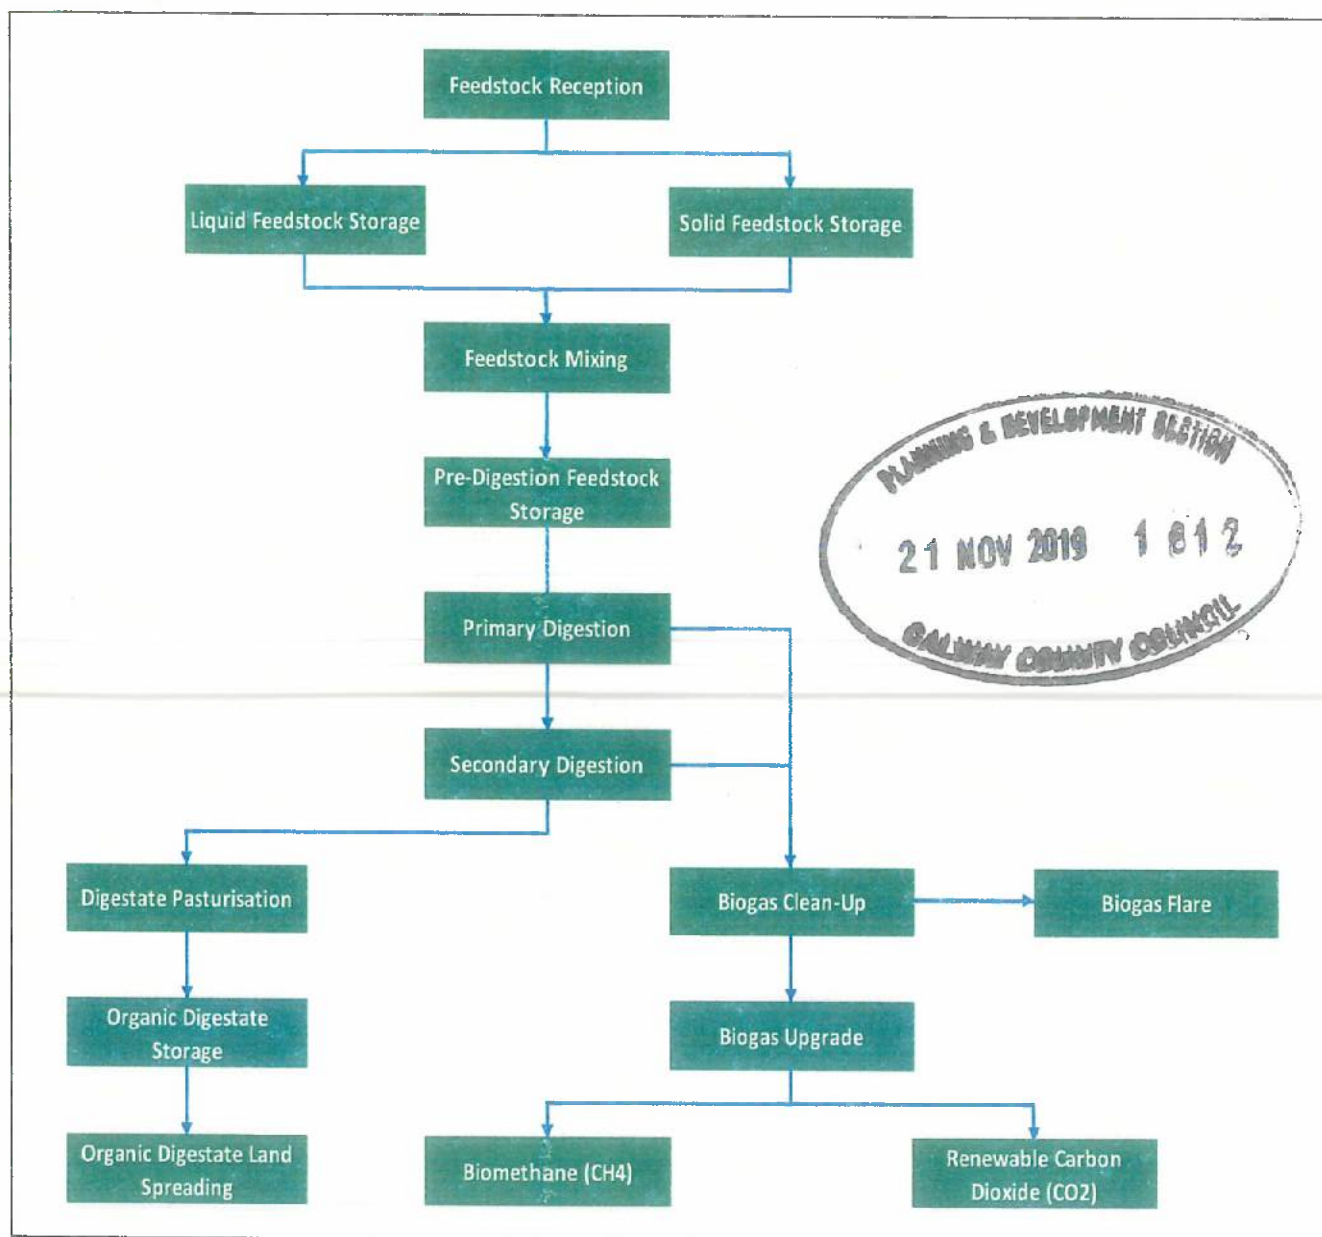 Feedstock Reception
Liquid Feedstock Storage
Solid Feedstock Storage
Feedstock Mixing
PLANNING & DEVELOPMENT SECTION
Pre-Digestion Feedstock
Storage
21 NOV 2019 1812
Primary Digestion
GALWAY COUNTY COUNCIL
Secondary Digestion
Digestate Pasturisation
Biogas Clean-Up
Biogas Flare
Organic Digestate
Storage
Biogas Upgrade
Organic Digestate Land
Spreading
Biomethane (CH4)
Renewable Carbon
Dioxide (CO2)